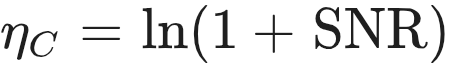 η_C = ln(1 + SNR)